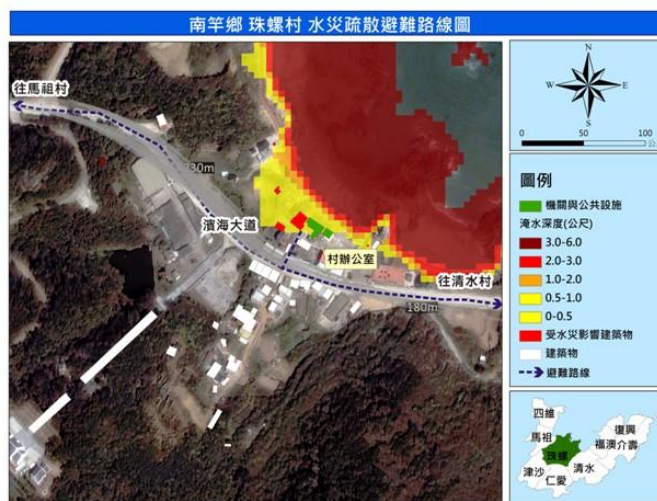 南竿鄉 珠螺村 水災疏散避難路線圖
往馬祖村
30m
濱海大道
村辦公室
往清水村
180m
N
W E
S
0 50 100
公
圖例
機關與公共設施
淹水深度(公尺)
3.0-6.0
2.0-3.0
1.0-2.0
0.5-1.0
0-0.5
受水災影響建築物
建築物
避難路線
四維
馬祖
復興
福澳
介壽
珠螺
清水
津沙
仁愛